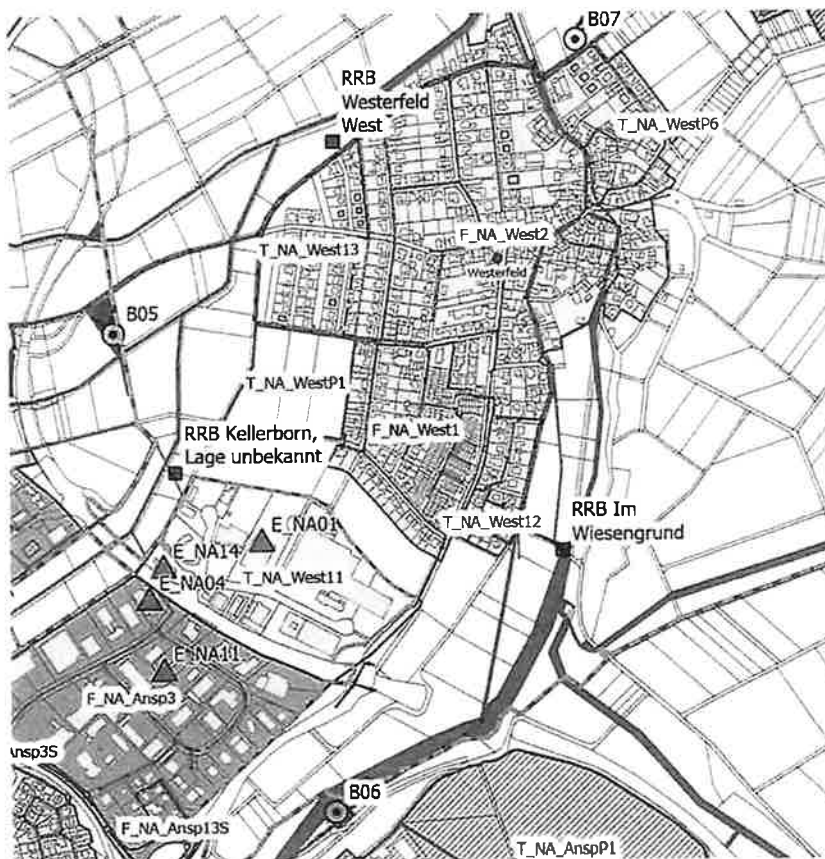 B07
RRB
Westerfeld
West
T_NA_WestP6
F_NA_West2
T_NA_West13
Westerfeld
B05
T_NA_WestP1
RRB Kellerborn,
Lage unbekannt
F_NA_West1
T_NA_West12
RRB Im
Wiesengrund
E_NA01
E_NA14
T_NA_West11
E_NA04
E_NA11
F_NA_Ansp3
Ansp3S
B06
F_NA_Ansp13S
T_NA_AnspP1